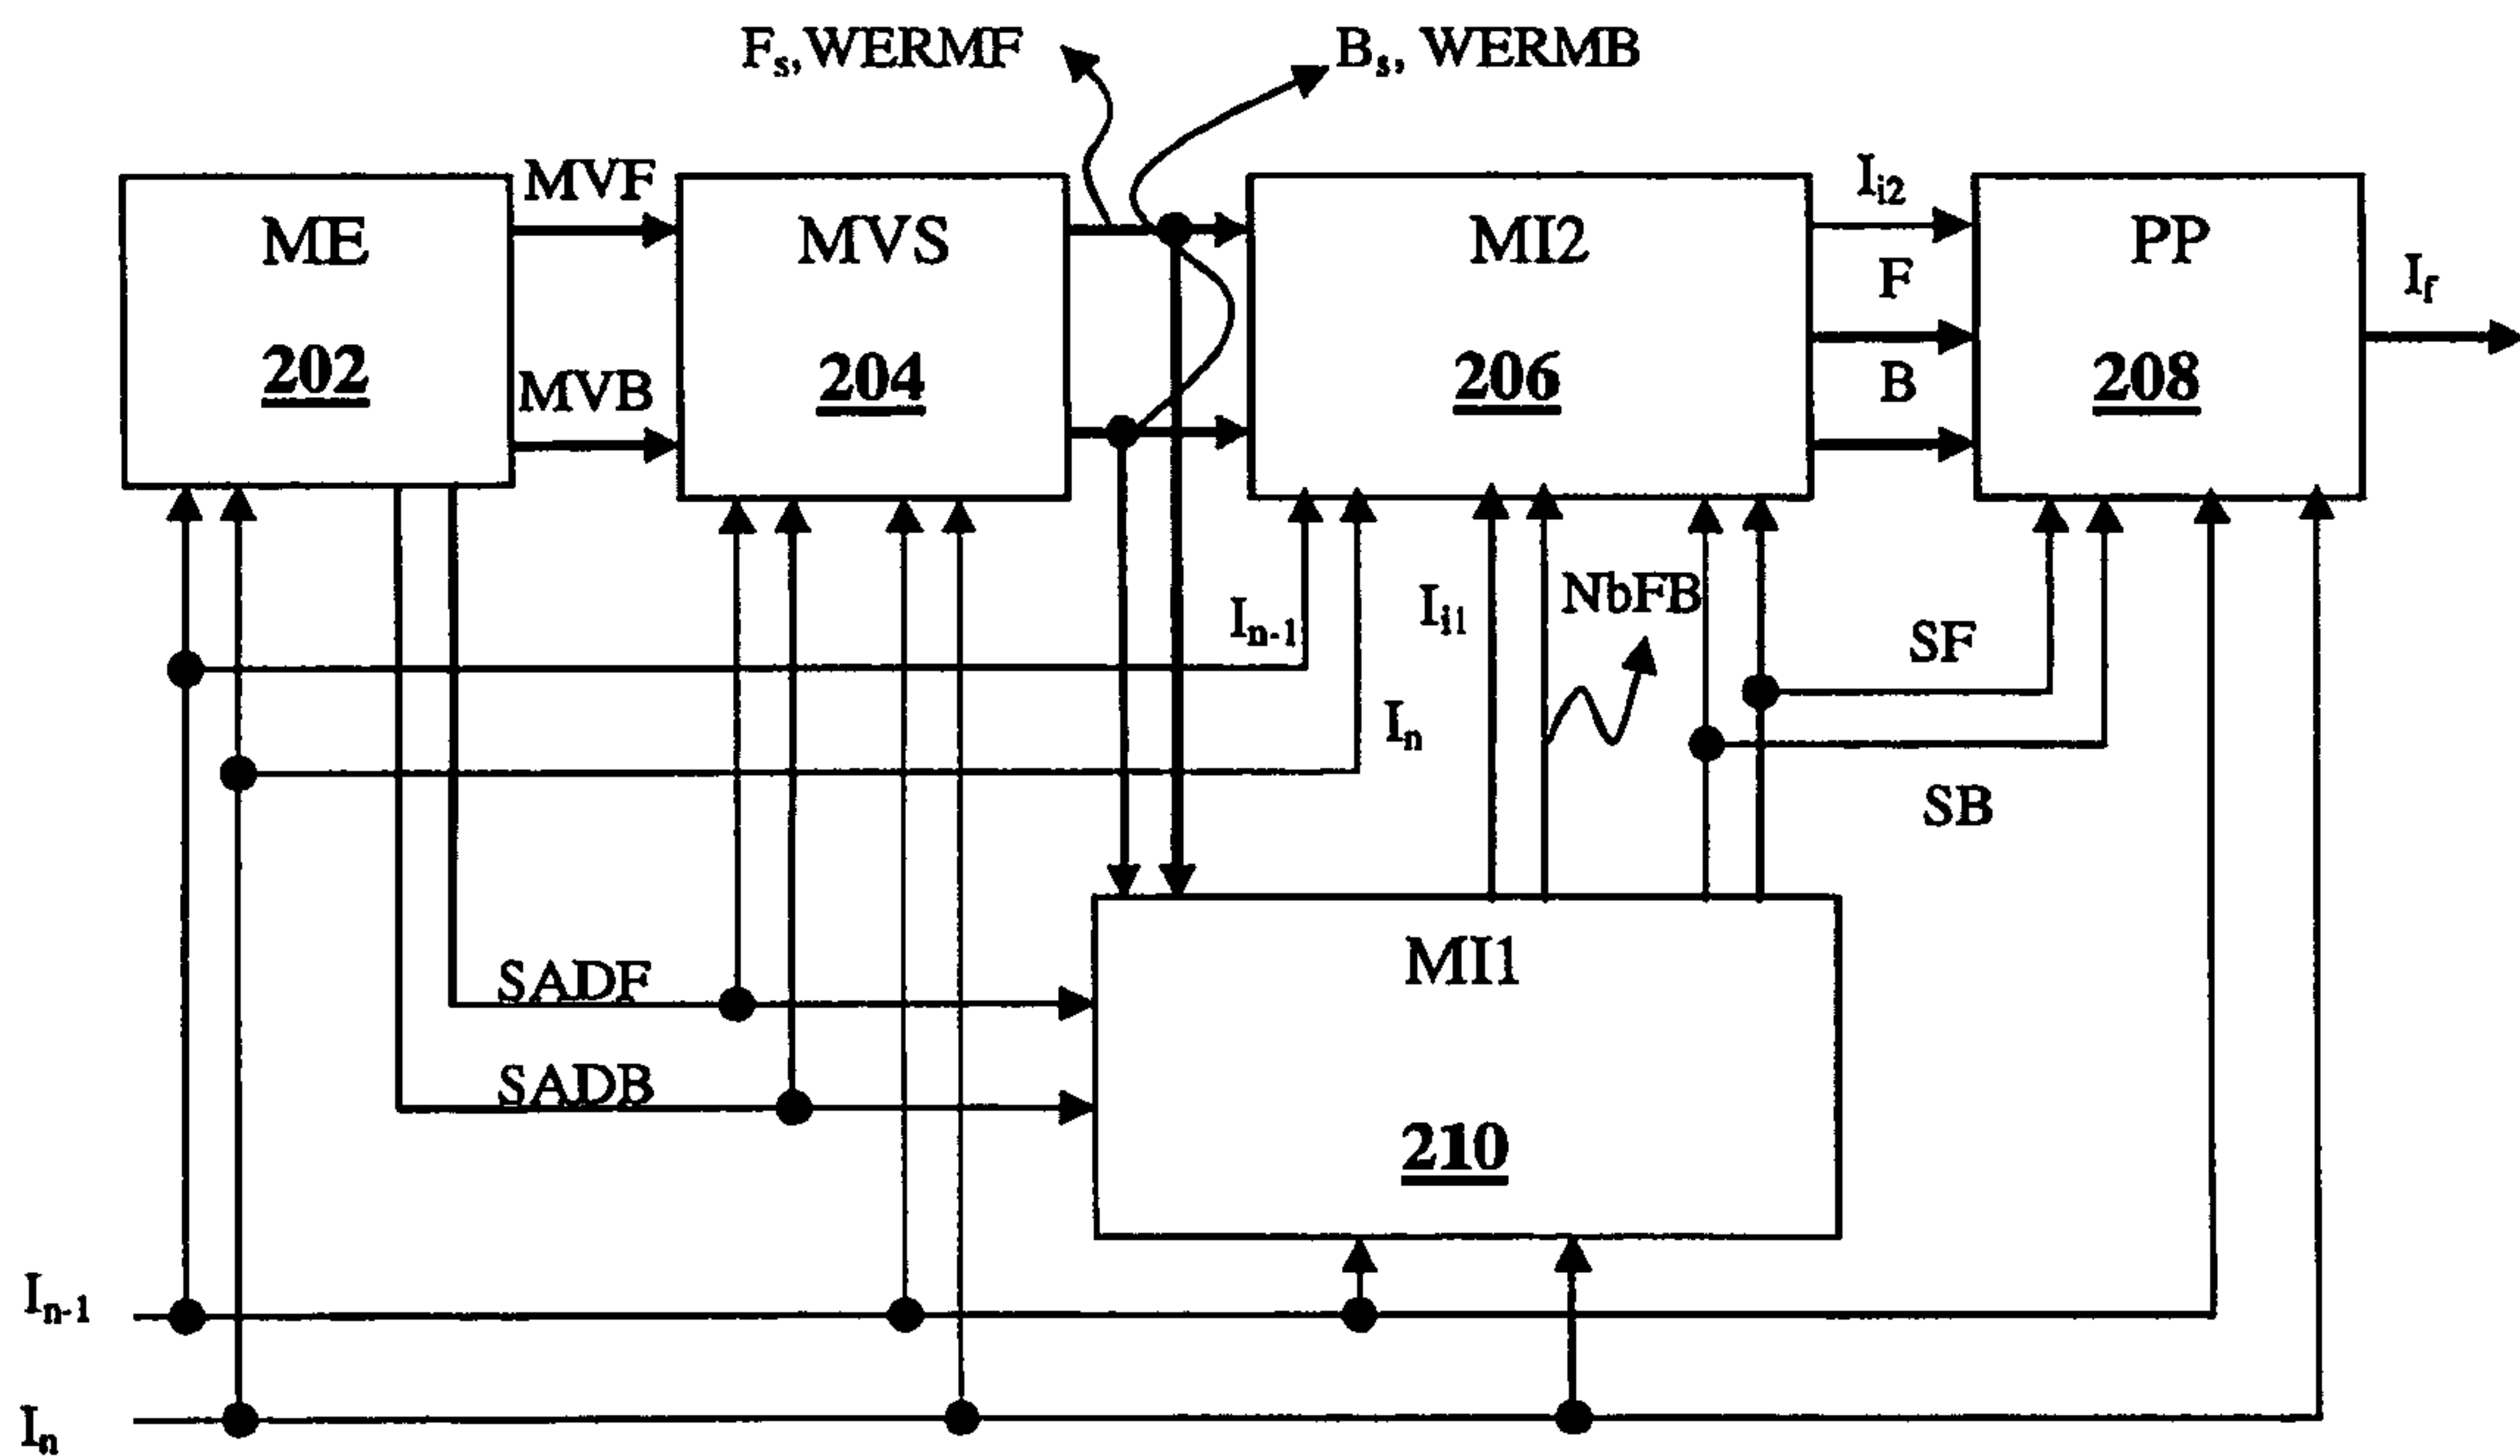 Fs, WERMF
Bs, WERMB
ME
202
MVF
MVB
MVS
204
MI2
206
Ii2
F
B
PP
208
If
In-1
In
Ii1
NbFB
SF
SB
SADF
SADB
MI1
210
In-1
In